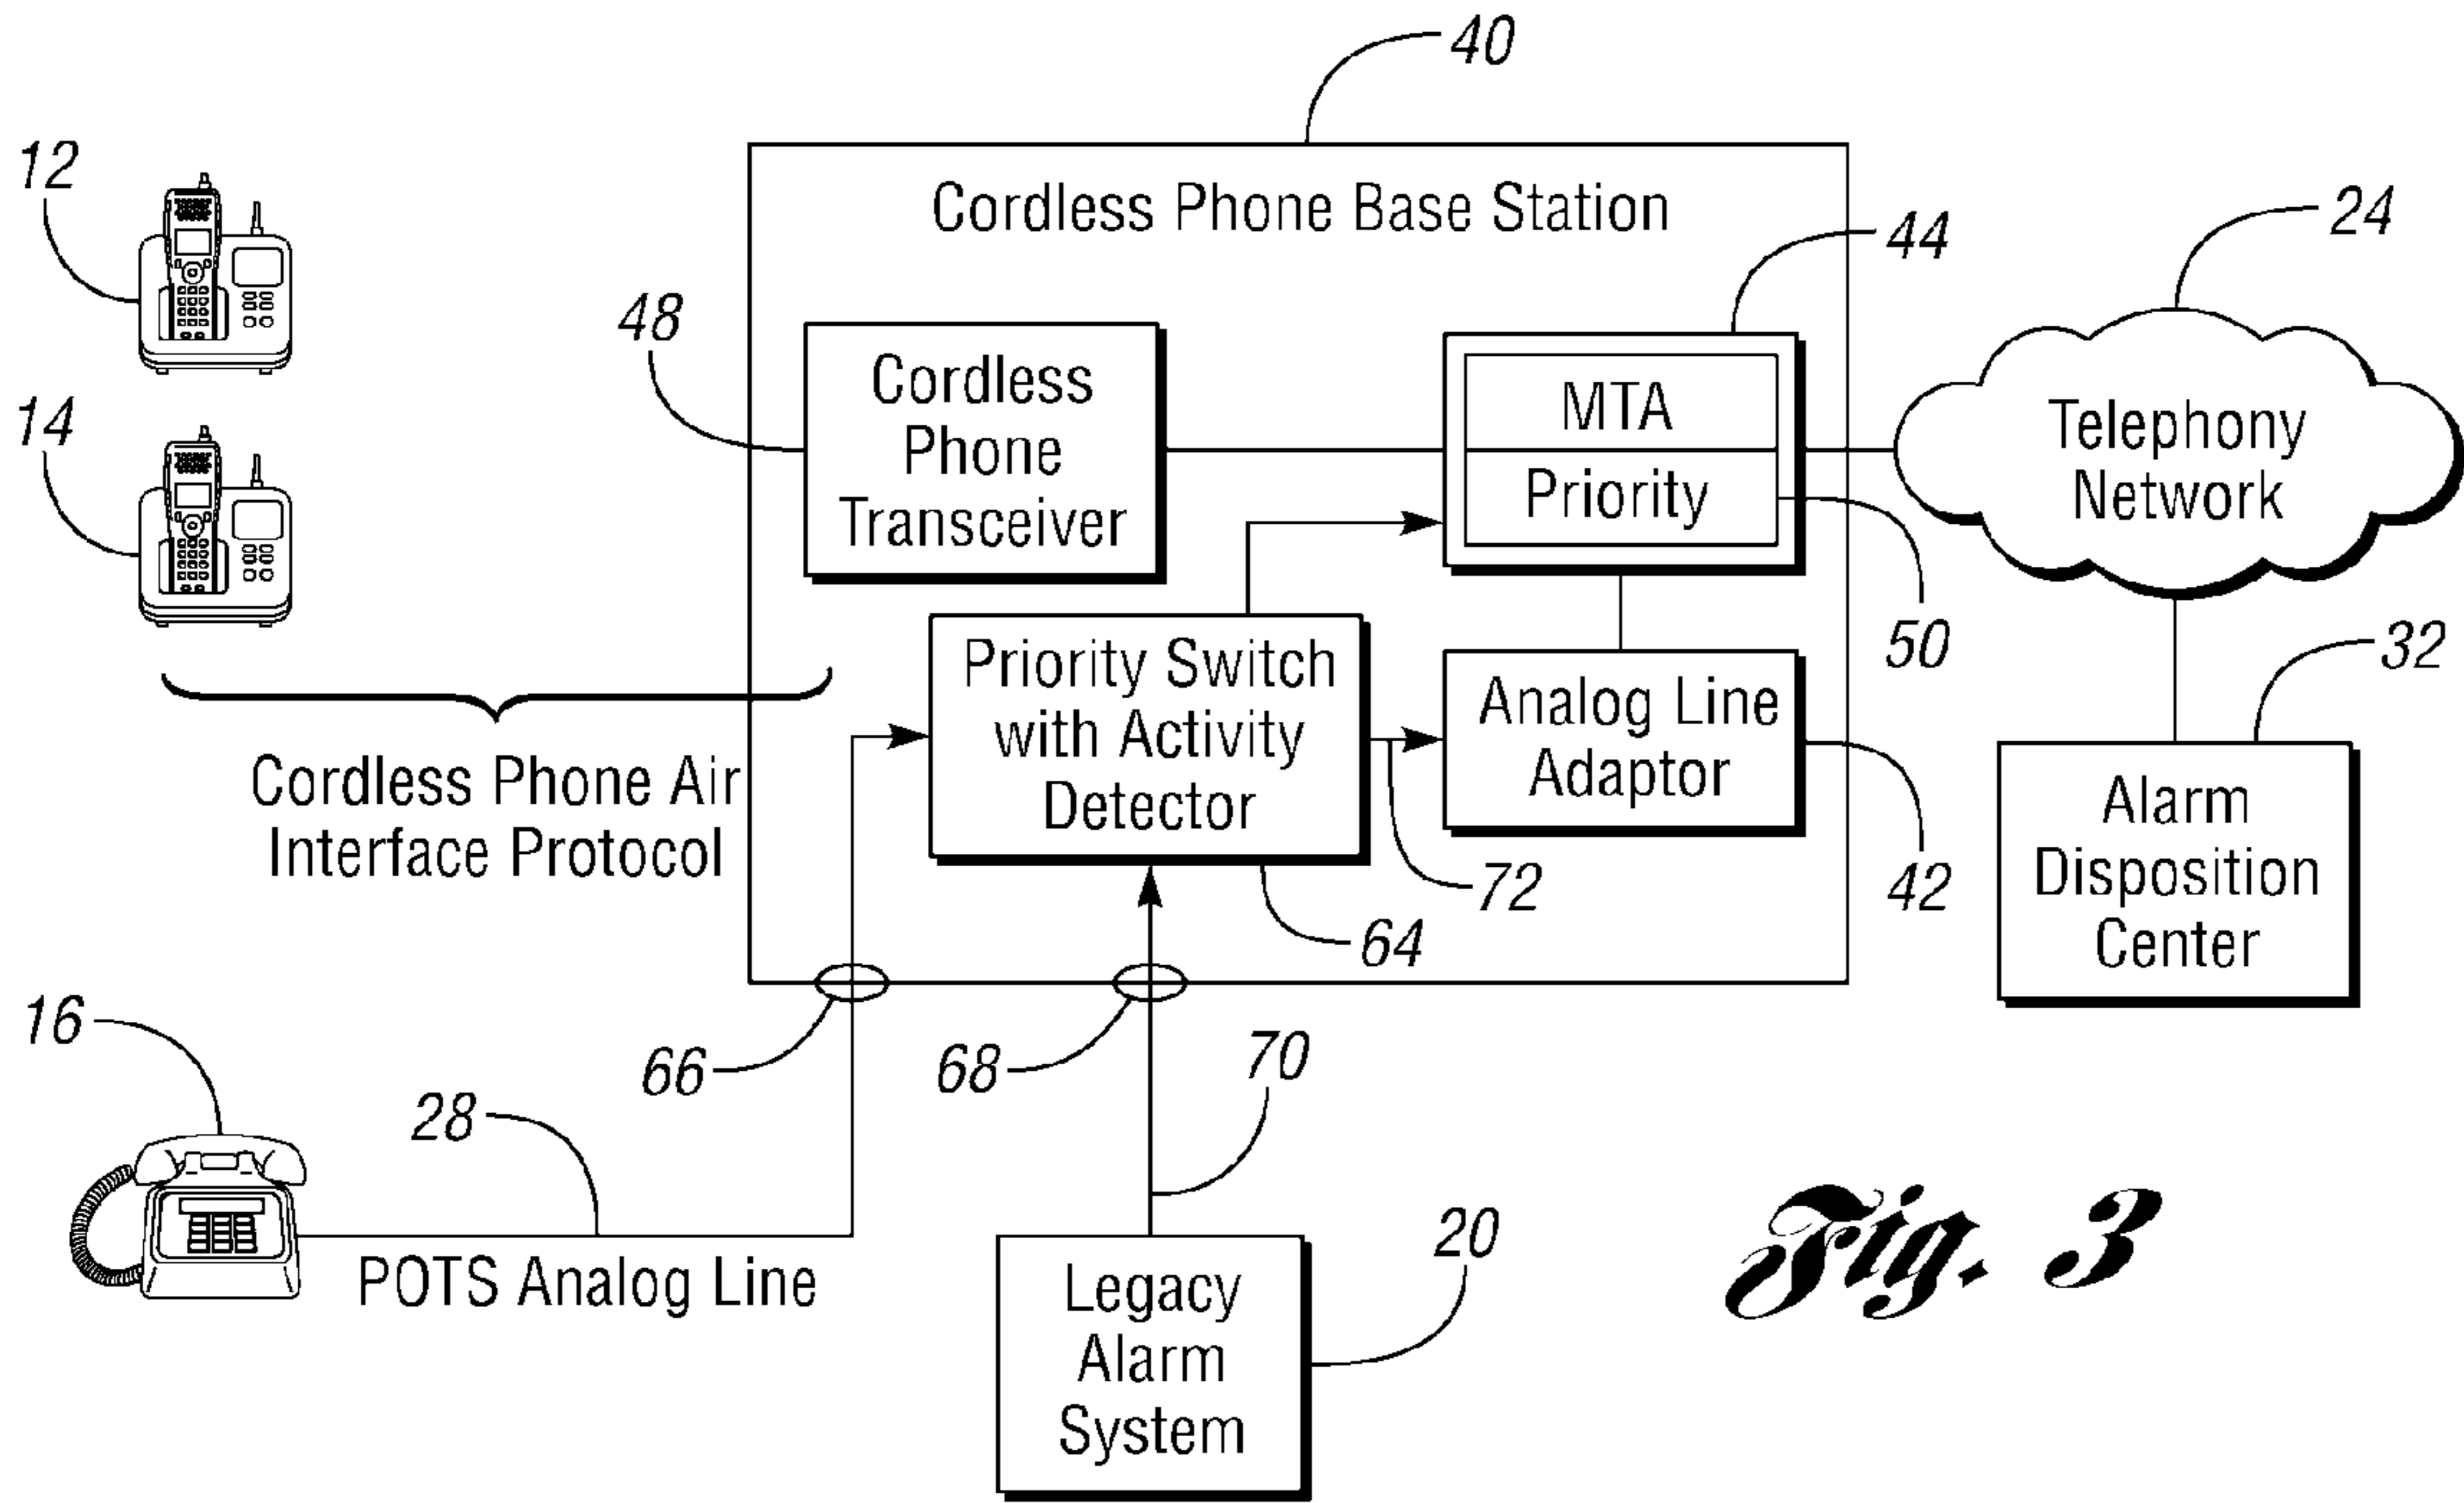 40
12
Cordless Phone Base Station
24
44
48
Cordless
Phone
Transceiver
MTA
Priority
Telephony
Network
14
50
32
Priority Switch
with Activity
Detector
Analog Line
Adaptor
Cordless Phone Air
Interface Protocol
Alarm
Disposition
Center
72
42
64
16
66
68
70
28
POTS Analog Line
20
Legacy
Alarm
System
Fig. 3